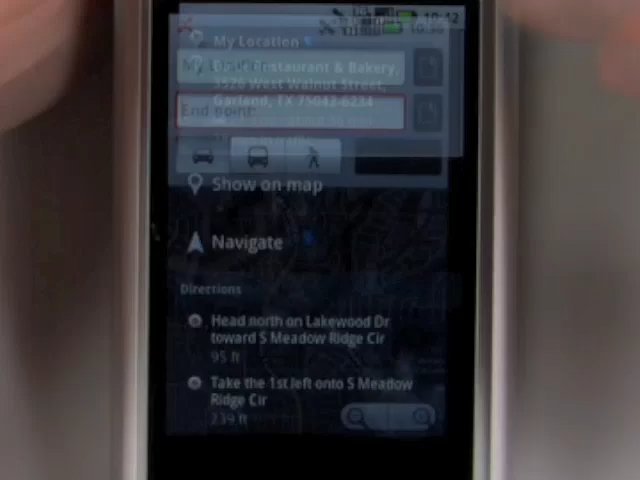 My Location
Restaurant & Bakery,
3526 West Walnut Street,
Garland, TX 75042-6234
End point
Show on map
Navigate
Directions
Head north on Lakewood Dr
toward S Meadow Ridge Cir
95 ft
Take the 1st left onto S Meadow
Ridge Cir
239 ft